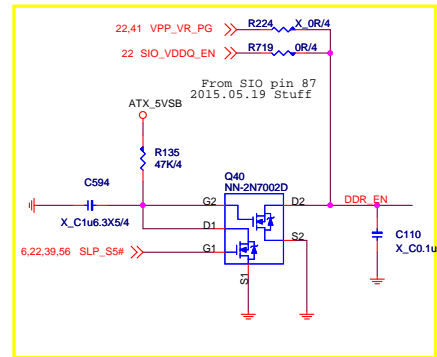 22,41 VPP_VR_PG R224 X_0R/4
22 SIO_VDDQ_EN R719 0R/4
From SIO pin 87
2015.05.19 Stuff
ATX_5VSB
R135
47K/4
C594
X_C1u6.3X5/4
Q40
NN-2N7002D
G2 D2 DDR_EN
D1
S2
C110
X_C0.1u
6,22,39,56 SLP_S5# G1
S1